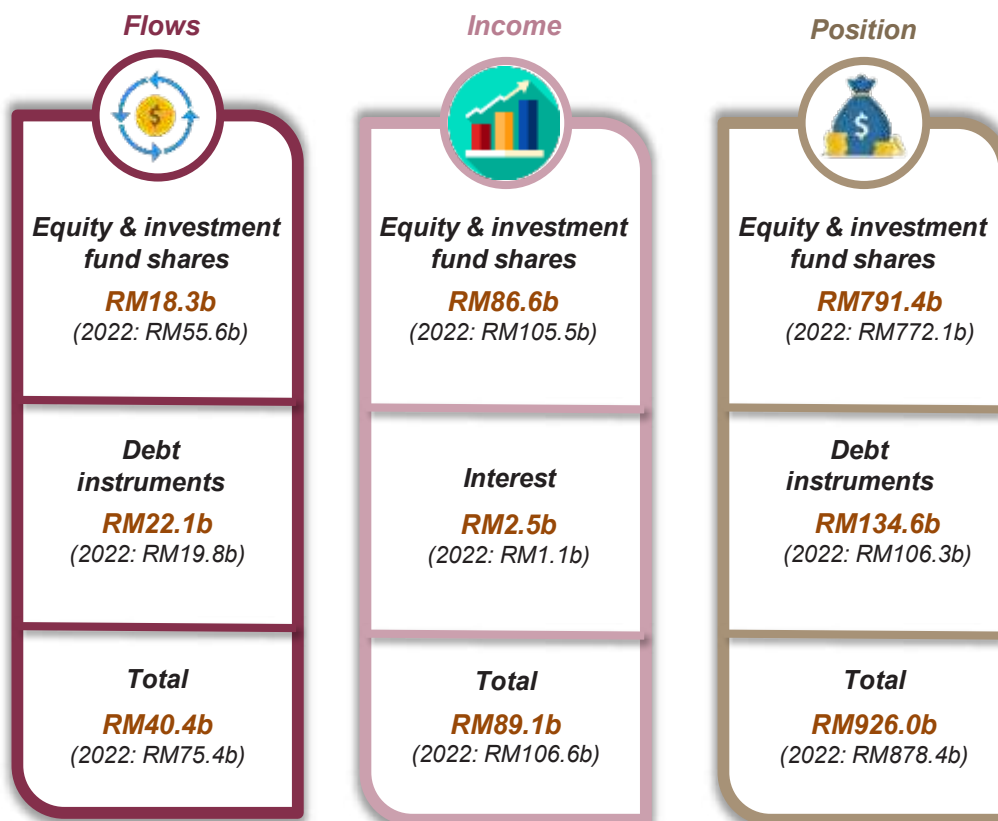 Flows
Equity & investment
fund shares
RM18.3b
(2022: RM55.6b)
Debt
instruments
RM22.1b
(2022: RM19.8b)
Total
RM40.4b
(2022: RM75.4b)
Income
Equity & investment
fund shares
RM86.6b
(2022: RM105.5b)
Interest
RM2.5b
(2022: RM1.1b)
Total
RM89.1b
(2022: RM106.6b)
Position
Equity & investment
fund shares
RM791.4b
(2022: RM772.1b)
Debt
instruments
RM134.6b
(2022: RM106.3b)
Total
RM926.0b
(2022: RM878.4b)